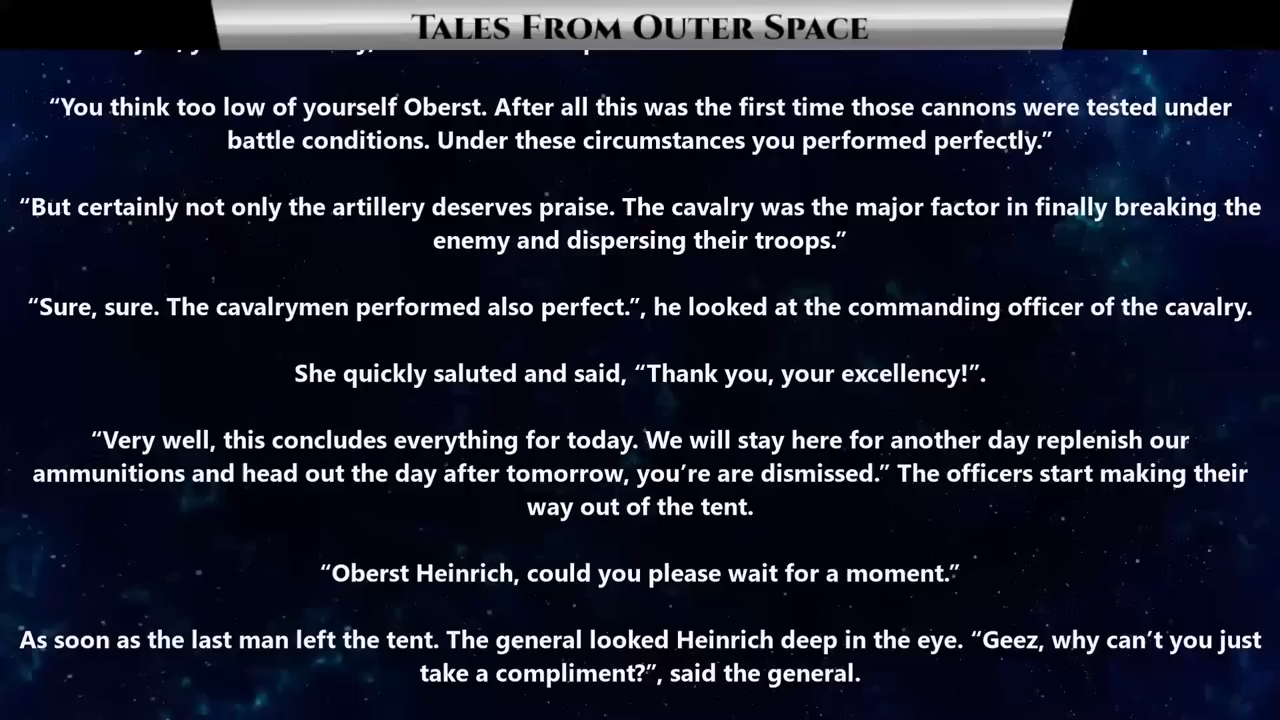 Tales From Outer Space
“You think too low of yourself Oberst. After all this was the first time those cannons were tested under
battle conditions. Under these circumstances you performed perfectly.”
“But certainly not only the artillery deserves praise. The cavalry was the major factor in finally breaking the
enemy and dispersing their troops.”
“Sure, sure. The cavalrymen performed also perfect.”, he looked at the commanding officer of the cavalry.
She quickly saluted and said, “Thank you, your excellency!”.
“Very well, this concludes everything for today. We will stay here for another day replenish our
ammunitions and head out the day after tomorrow, you’re are dismissed.” The officers start making their
way out of the tent.
“Oberst Heinrich, could you please wait for a moment.”
As soon as the last man left the tent. The general looked Heinrich deep in the eye. “Geez, why can’t you just
take a compliment?”, said the general.